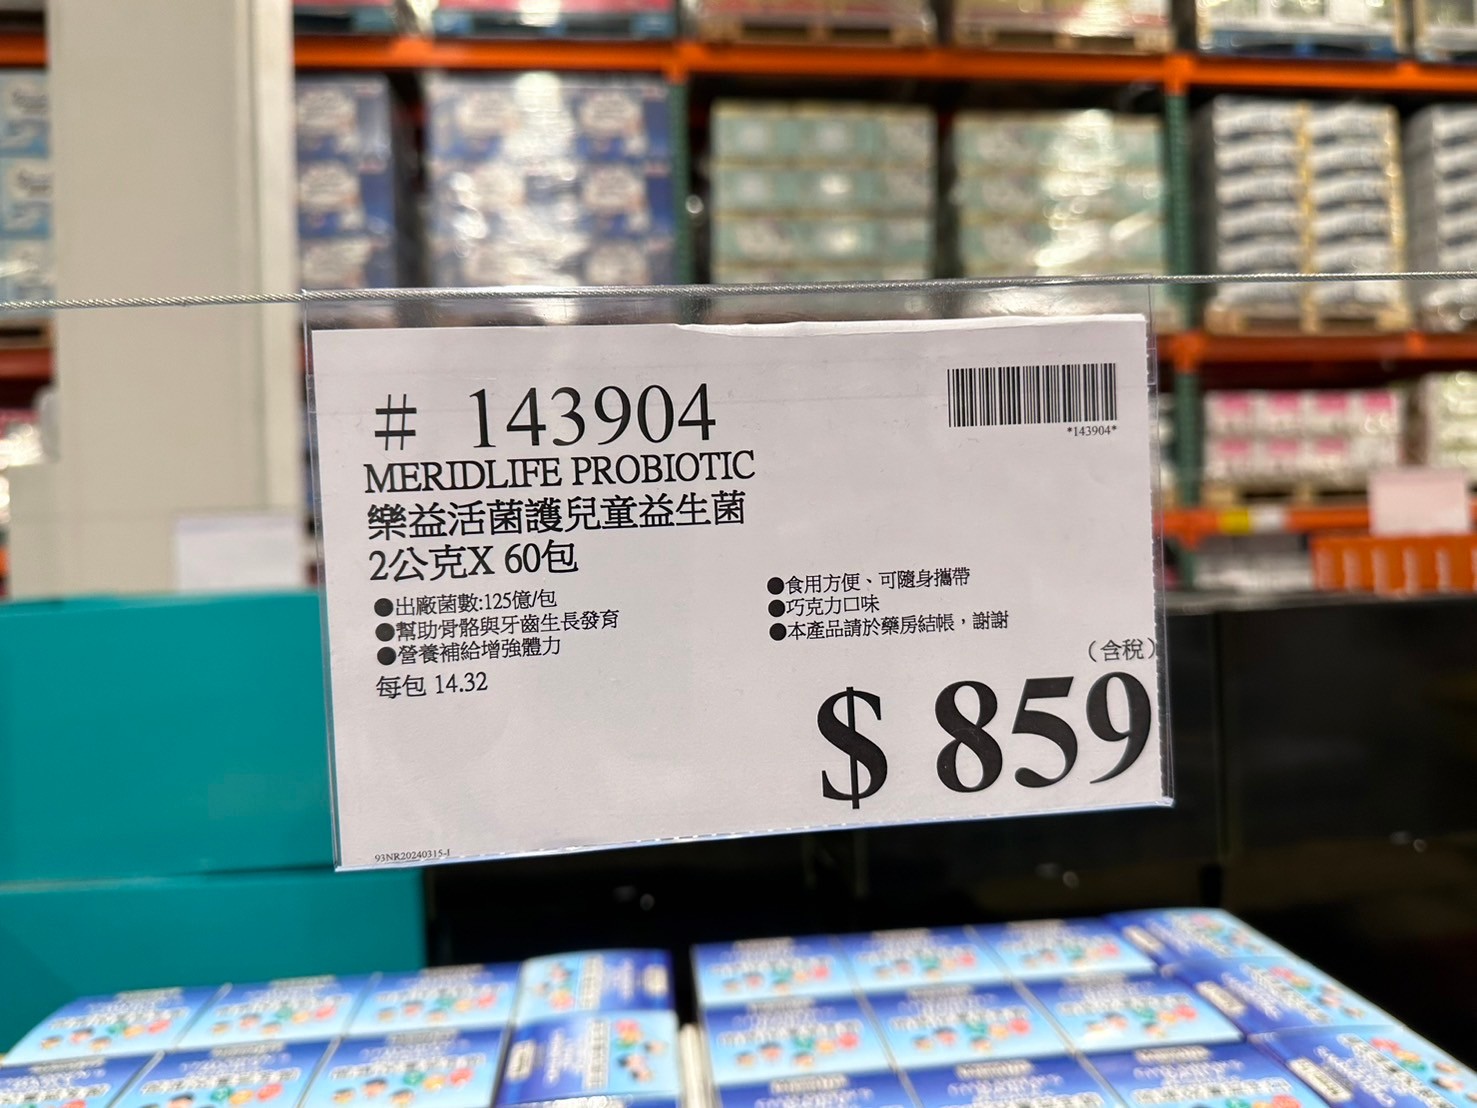 # 143904
*143904*
MERIDLIFE PROBIOTIC
樂益活菌護兒童益生菌
2公克X 60包
●出廠菌數:125億/包
●幫助骨骼與牙齒生長發育
●營養補給增強體力
每包 14.32
●食用方便、可隨身攜帶
●巧克力口味
●本產品請於藥房結帳，謝謝
（含稅）
$ 859
93NR20240315-1